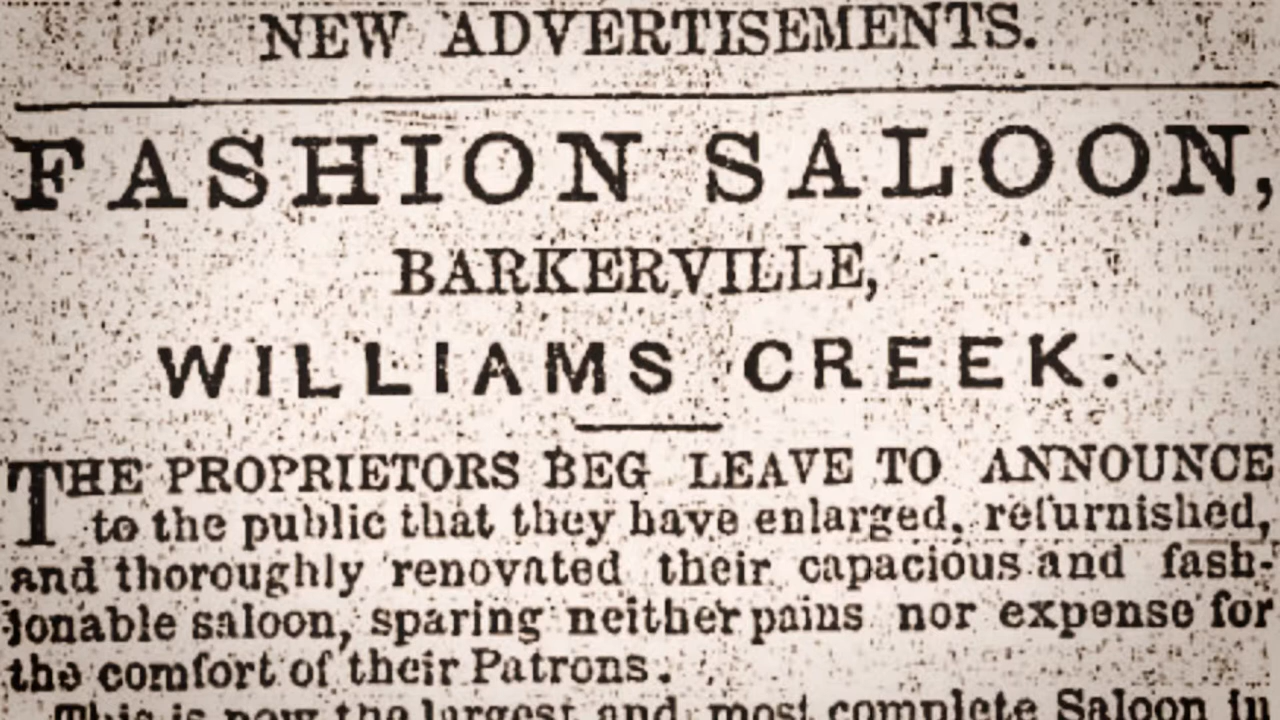 NEW ADVERTISEMENTS.
FASHION SALOON,
BARKERVILLE,
WILLIAMS CREEK.
THE PROPRIETORS BEG LEAVE TO ANNOUNCE
to the public that they have enlarged, refurnished,
and thoroughly renovated their capacious and fash-
ionable saloon, sparing neither pains nor expense for
the comfort of their Patrons.
This is now the largest and most complete Saloon in